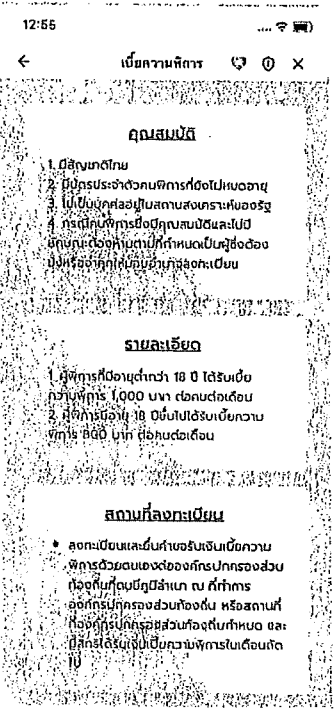 12:55
เบี้ยความพิการ
คุณสมบัติ
1. มีสัญชาติไทย
2. มีบัตรประจำตัวคนพิการที่ยังไม่หมดอายุ
3. ไม่เป็นบุคคลอยู่ในสถานสงเคราะห์ของรัฐ
4. กรณีคนพิการซึ่งมีคุณสมบัติและไม่มี
ลักษณะต้องห้ามตามที่กำหนดเป็นผู้ซึ่งต้อง
ขังหรือจำคุกให้มอบอำนาจลงทะเบียน
รายละเอียด
1. ผู้พิการที่มีอายุต่ำกว่า 18 ปี ได้รับเบี้ย
ความพิการ 1,000 บาท ต่อคนต่อเดือน
2. ผู้พิการมีอายุ 18 ปีขึ้นไปได้รับเบี้ยความ
พิการ 800 บาท ต่อคนต่อเดือน
สถานที่ลงทะเบียน
• ลงทะเบียนและยื่นคำขอรับเงินเบี้ยความ
พิการด้วยตนเองต่อองค์กรปกครองส่วน
ท้องถิ่นที่ตนมีภูมิลำเนา ณ ที่ทำการ
องค์กรปกครองส่วนท้องถิ่น หรือสถานที่
ที่องค์กรปกครองส่วนท้องถิ่นกำหนด และ
มีสิทธิได้รับเงินเบี้ยความพิการในเดือนถัด
ไป